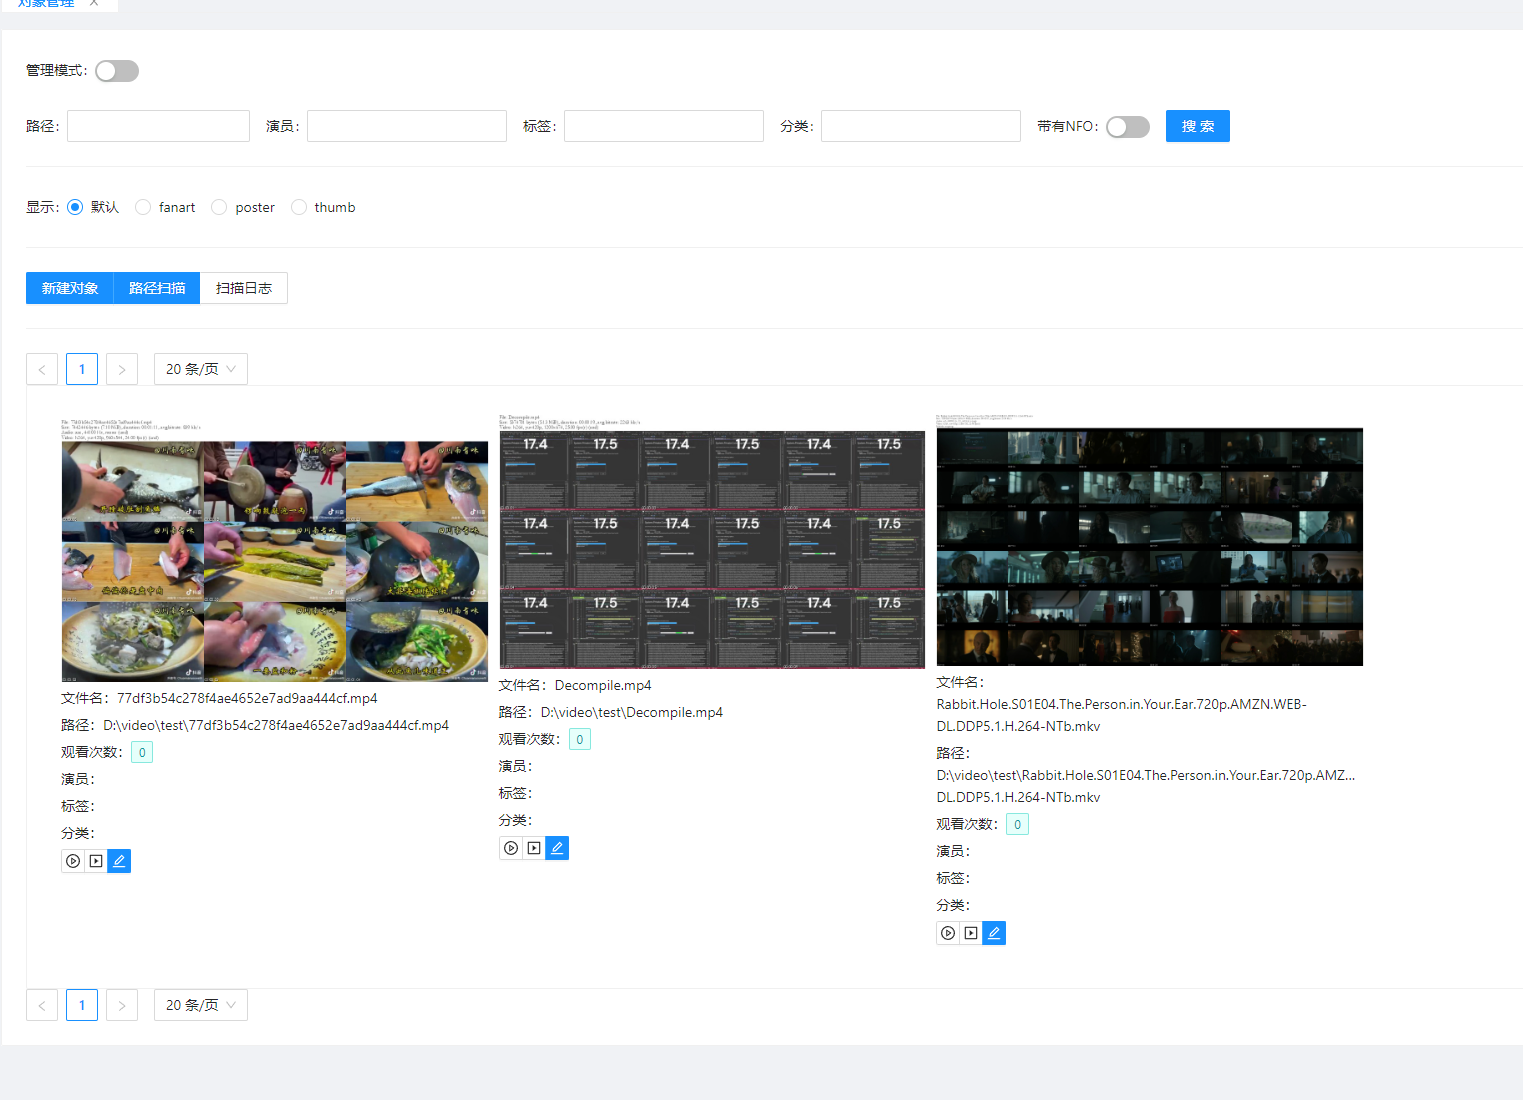 对象管理
管理模式：
路径： 演员： 标签： 分类： 带有NFO： 搜 索
显示： 默认 fanart poster thumb
新建对象 路径扫描 扫描日志
< 1 > 20 条/页
文件名：77df3b54c278f4ae4652e7ad9aa444cf.mp4
路径：D:\video\test\77df3b54c278f4ae4652e7ad9aa444cf.mp4
观看次数： 0
演员：
标签：
分类：
File: Decompile.mp4
17.4 17.5 17.4 17.5 17.4 17.5
17.4 17.5 17.4 17.5 17.4 17.5
17.4 17.5 17.4 17.5 17.4 17.5
文件名：Decompile.mp4
路径：D:\video\test\Decompile.mp4
观看次数： 0
演员：
标签：
分类：
文件名：
Rabbit.Hole.S01E04.The.Person.in.Your.Ear.720p.AMZN.WEB-
DL.DDP5.1.H.264-NTb.mkv
路径：
D:\video\test\Rabbit.Hole.S01E04.The.Person.in.Your.Ear.720p.AMZ...
DL.DDP5.1.H.264-NTb.mkv
观看次数： 0
演员：
标签：
分类：
< 1 > 20 条/页